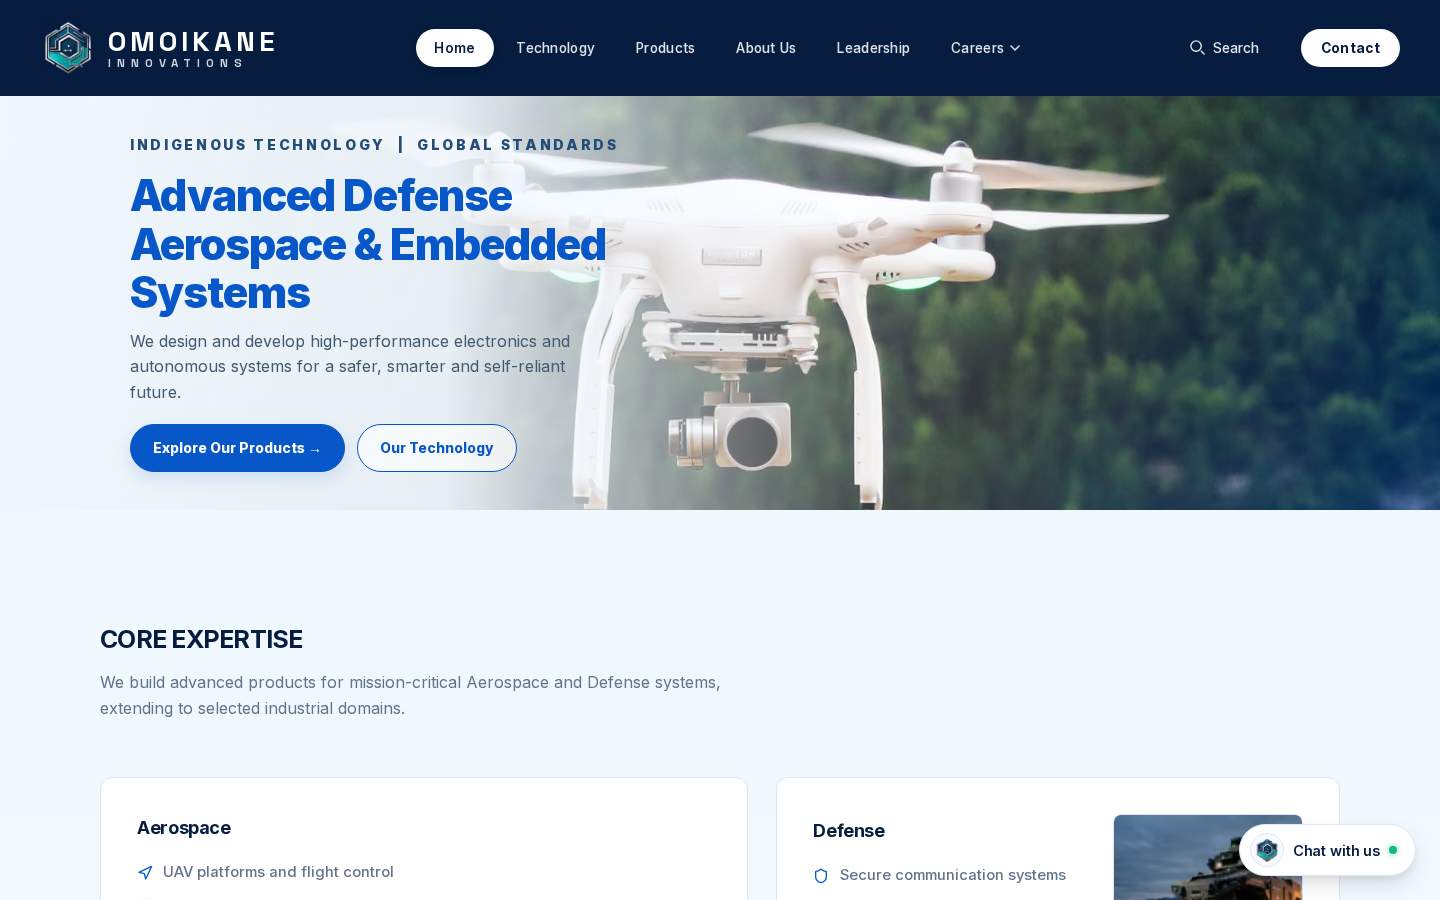 OMOIKANE
INNOVATIONS
Home
Technology
Products
About Us
Leadership
Careers
Search
Contact
INDIGENOUS TECHNOLOGY | GLOBAL STANDARDS
Advanced Defense
Aerospace & Embedded
Systems
We design and develop high-performance electronics and
autonomous systems for a safer, smarter and self-reliant
future.
Explore Our Products →
Our Technology
CORE EXPERTISE
We build advanced products for mission-critical Aerospace and Defense systems,
extending to selected industrial domains.
Aerospace
UAV platforms and flight control
Defense
Secure communication systems
Chat with us